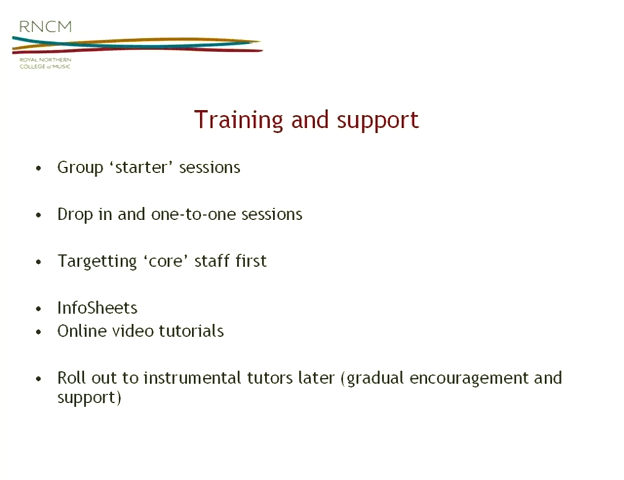 RNCM
ROYAL NORTHERN
COLLEGE of MUSIC
Training and support
• Group ‘starter’ sessions
• Drop in and one-to-one sessions
• Targetting ‘core’ staff first
• InfoSheets
• Online video tutorials
• Roll out to instrumental tutors later (gradual encouragement and
support)